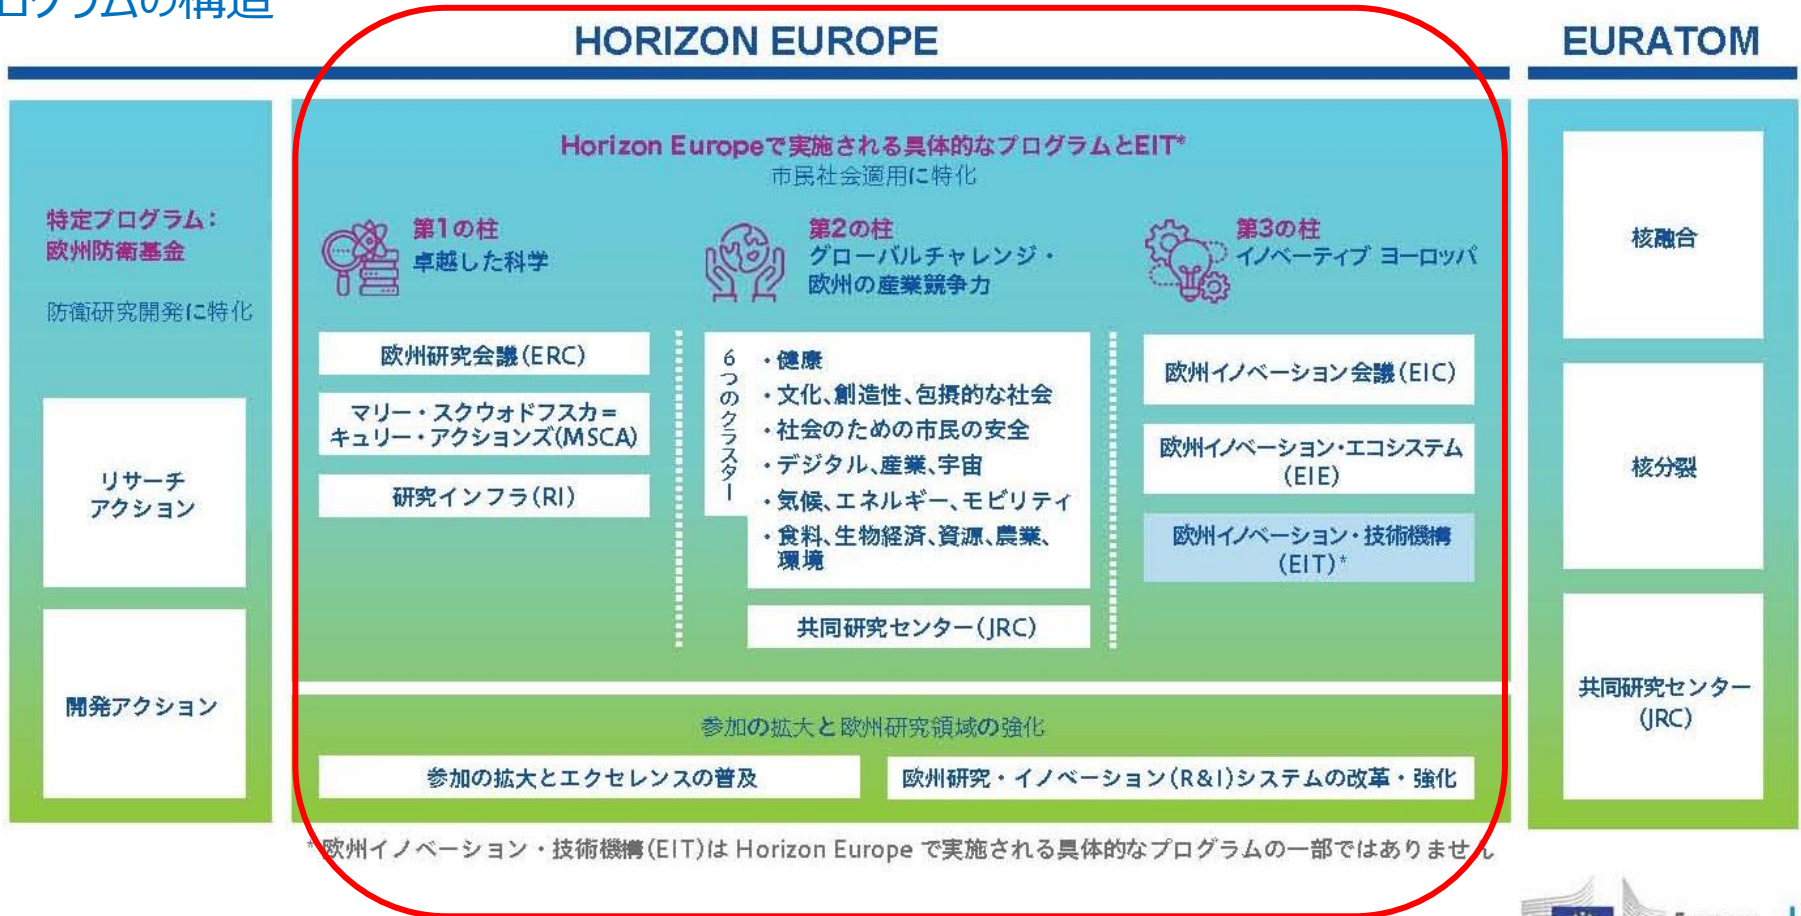 ログラムの構造
HORIZON EUROPE
EURATOM
特定プログラム：
欧州防衛基金
防衛研究開発に特化
リサーチ
アクション
開発アクション
Horizon Europeで実施される具体的なプログラムとEIT*
市民社会適用に特化
第1の柱
卓越した科学
欧州研究会議(ERC)
マリー・スクウォドフスカ＝
キュリー・アクションズ(MSCA)
研究インフラ(RI)
第2の柱
グローバルチャレンジ・
欧州の産業競争力
6つのクラスター
・健康
・文化、創造性、包摂的な社会
・社会のための市民の安全
・デジタル、産業、宇宙
・気候、エネルギー、モビリティ
・食料、生物経済、資源、農業、
環境
共同研究センター(JRC)
第3の柱
イノベーティブ ヨーロッパ
欧州イノベーション会議(EIC)
欧州イノベーション・エコシステム
(EIE)
欧州イノベーション・技術機構
(EIT)*
参加の拡大と欧州研究領域の強化
参加の拡大とエクセレンスの普及
欧州研究・イノベーション(R&I)システムの改革・強化
*欧州イノベーション・技術機構(EIT)は Horizon Europe で実施される具体的なプログラムの一部ではありません
核融合
核分裂
共同研究センター
(JRC)